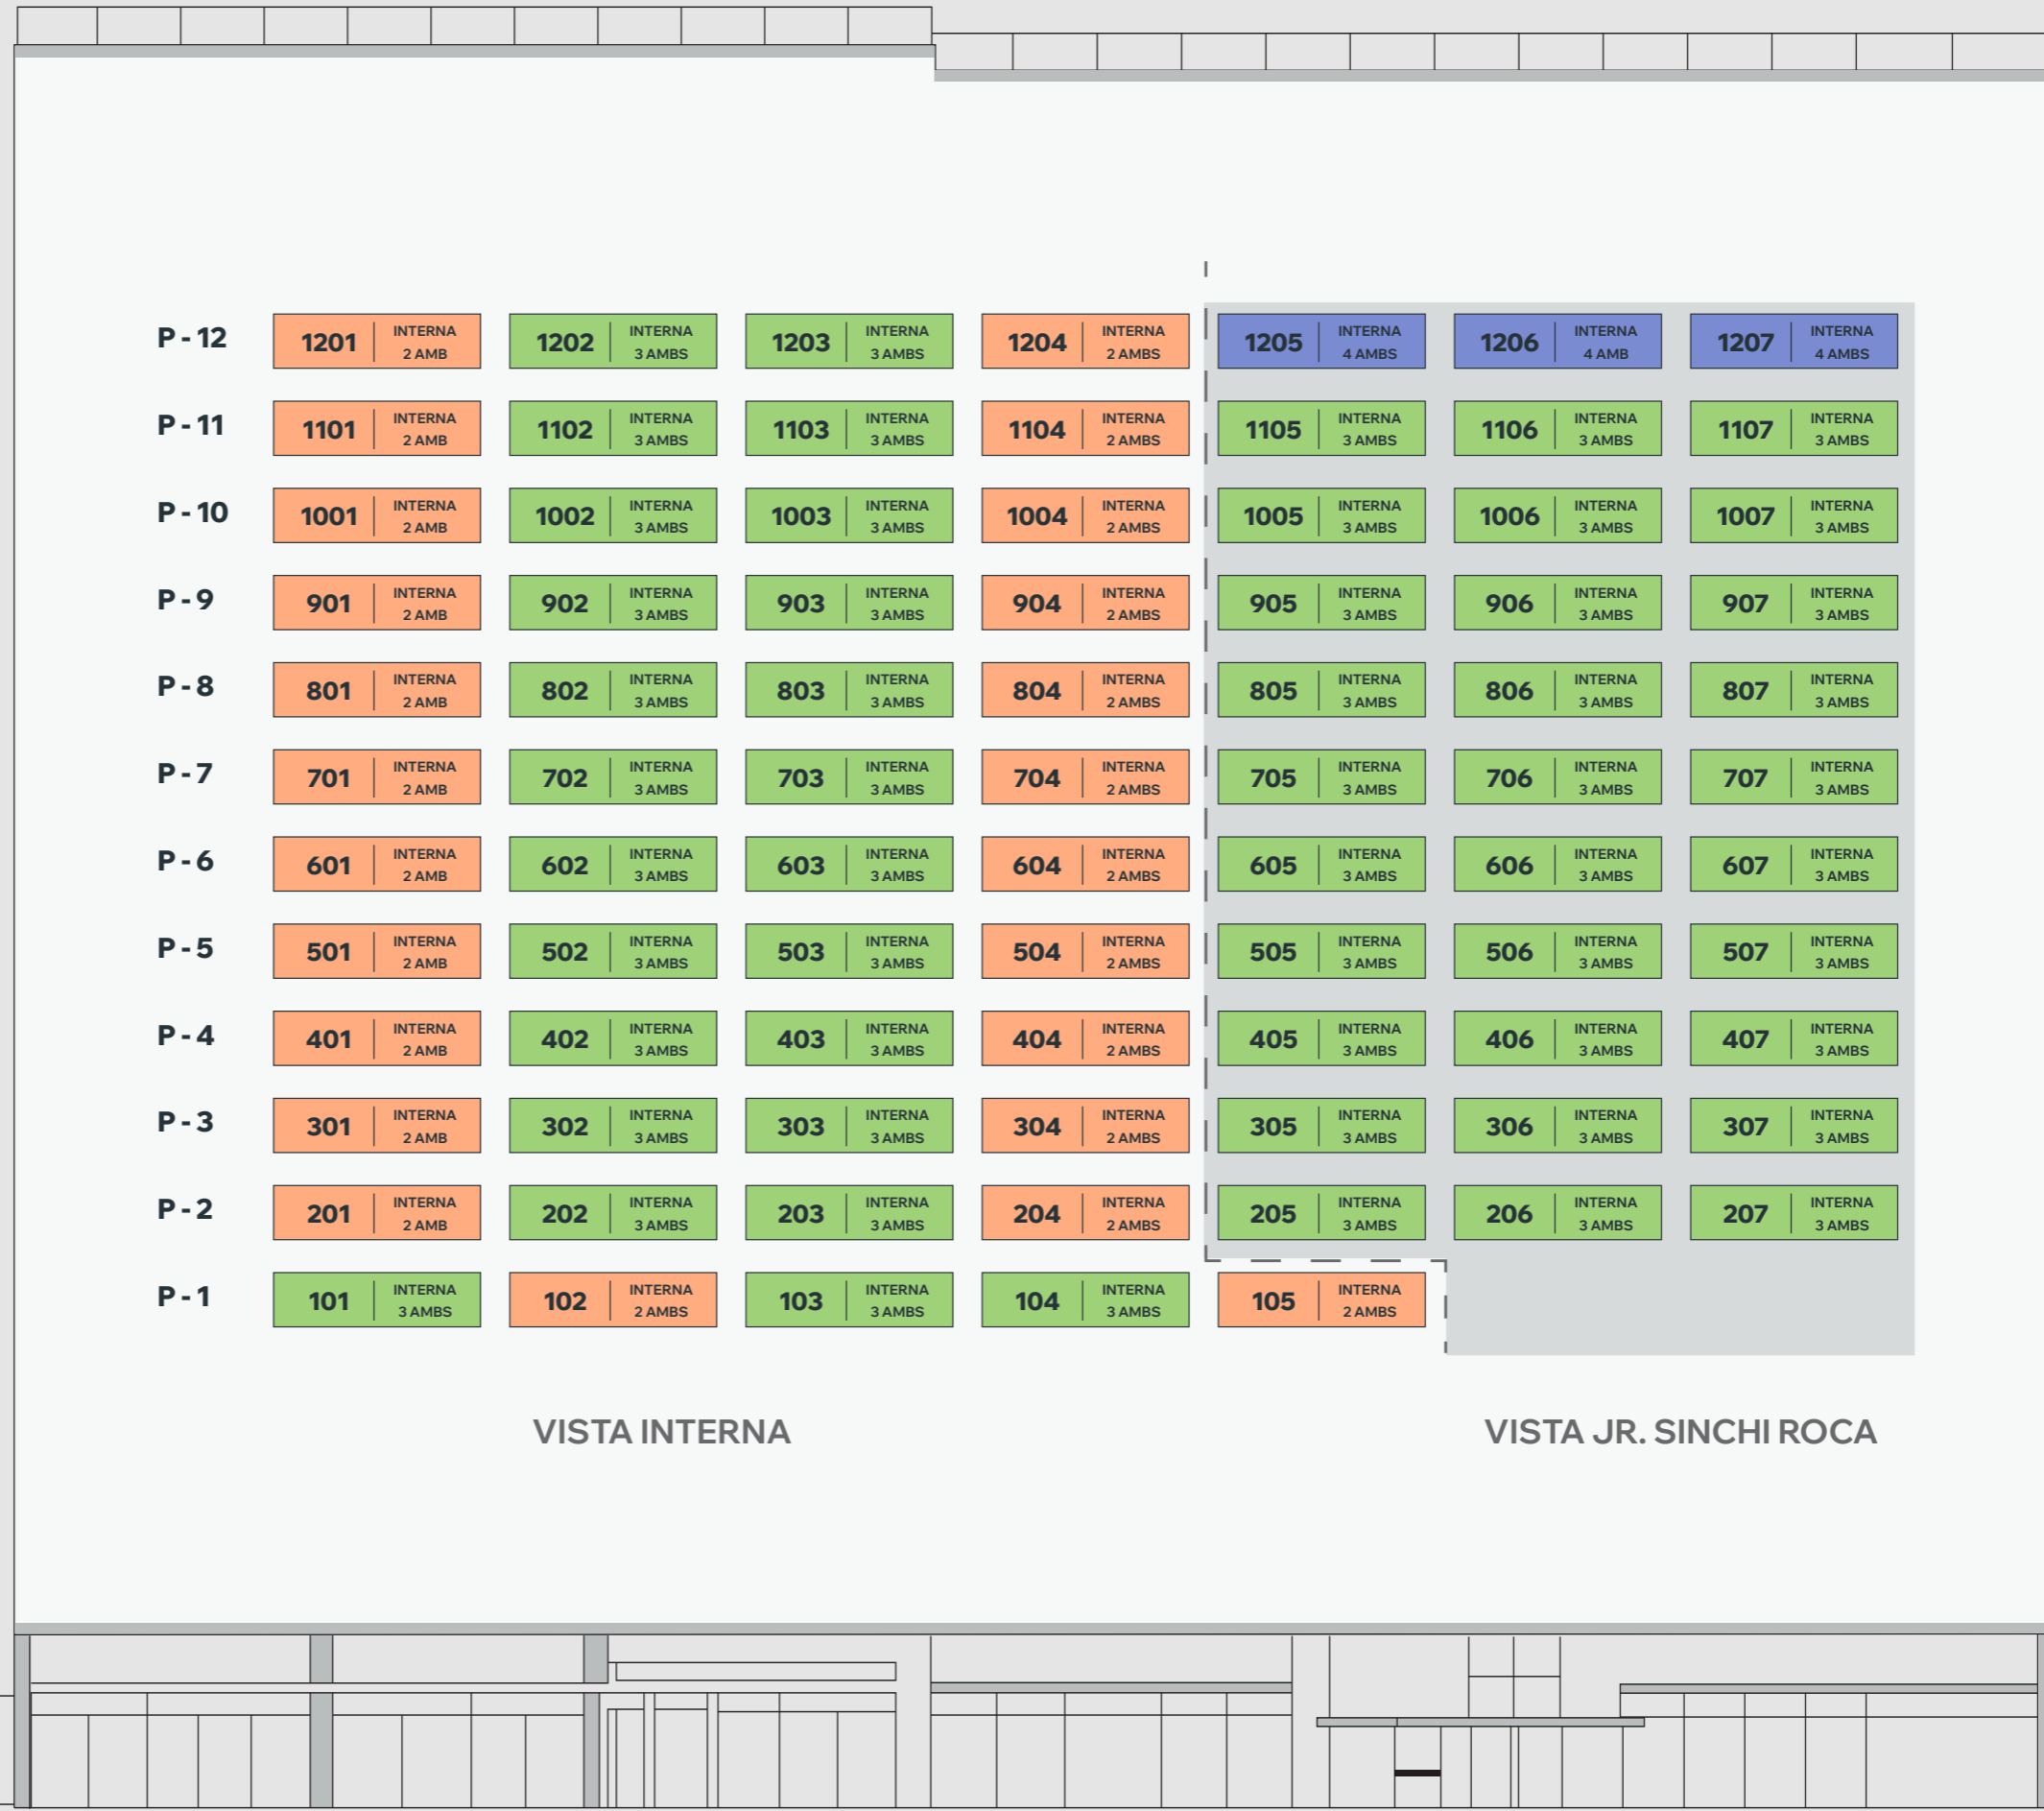 P - 12
1201 INTERNA 2 AMB
1202 INTERNA 3 AMBS
1203 INTERNA 3 AMBS
1204 INTERNA 2 AMBS
1205 INTERNA 4 AMBS
1206 INTERNA 4 AMB
1207 INTERNA 4 AMBS
P - 11
1101 INTERNA 2 AMB
1102 INTERNA 3 AMBS
1103 INTERNA 3 AMBS
1104 INTERNA 2 AMBS
1105 INTERNA 3 AMBS
1106 INTERNA 3 AMBS
1107 INTERNA 3 AMBS
P - 10
1001 INTERNA 2 AMB
1002 INTERNA 3 AMBS
1003 INTERNA 3 AMBS
1004 INTERNA 2 AMBS
1005 INTERNA 3 AMBS
1006 INTERNA 3 AMBS
1007 INTERNA 3 AMBS
P - 9
901 INTERNA 2 AMB
902 INTERNA 3 AMBS
903 INTERNA 3 AMBS
904 INTERNA 2 AMBS
905 INTERNA 3 AMBS
906 INTERNA 3 AMBS
907 INTERNA 3 AMBS
P - 8
801 INTERNA 2 AMB
802 INTERNA 3 AMBS
803 INTERNA 3 AMBS
804 INTERNA 2 AMBS
805 INTERNA 3 AMBS
806 INTERNA 3 AMBS
807 INTERNA 3 AMBS
P - 7
701 INTERNA 2 AMB
702 INTERNA 3 AMBS
703 INTERNA 3 AMBS
704 INTERNA 2 AMBS
705 INTERNA 3 AMBS
706 INTERNA 3 AMBS
707 INTERNA 3 AMBS
P - 6
601 INTERNA 2 AMB
602 INTERNA 3 AMBS
603 INTERNA 3 AMBS
604 INTERNA 2 AMBS
605 INTERNA 3 AMBS
606 INTERNA 3 AMBS
607 INTERNA 3 AMBS
P - 5
501 INTERNA 2 AMB
502 INTERNA 3 AMBS
503 INTERNA 3 AMBS
504 INTERNA 2 AMBS
505 INTERNA 3 AMBS
506 INTERNA 3 AMBS
507 INTERNA 3 AMBS
P - 4
401 INTERNA 2 AMB
402 INTERNA 3 AMBS
403 INTERNA 3 AMBS
404 INTERNA 2 AMBS
405 INTERNA 3 AMBS
406 INTERNA 3 AMBS
407 INTERNA 3 AMBS
P - 3
301 INTERNA 2 AMB
302 INTERNA 3 AMBS
303 INTERNA 3 AMBS
304 INTERNA 2 AMBS
305 INTERNA 3 AMBS
306 INTERNA 3 AMBS
307 INTERNA 3 AMBS
P - 2
201 INTERNA 2 AMB
202 INTERNA 3 AMBS
203 INTERNA 3 AMBS
204 INTERNA 2 AMBS
205 INTERNA 3 AMBS
206 INTERNA 3 AMBS
207 INTERNA 3 AMBS
P - 1
101 INTERNA 3 AMBS
102 INTERNA 2 AMBS
103 INTERNA 3 AMBS
104 INTERNA 3 AMBS
105 INTERNA 2 AMBS
VISTA INTERNA
VISTA JR. SINCHI ROCA